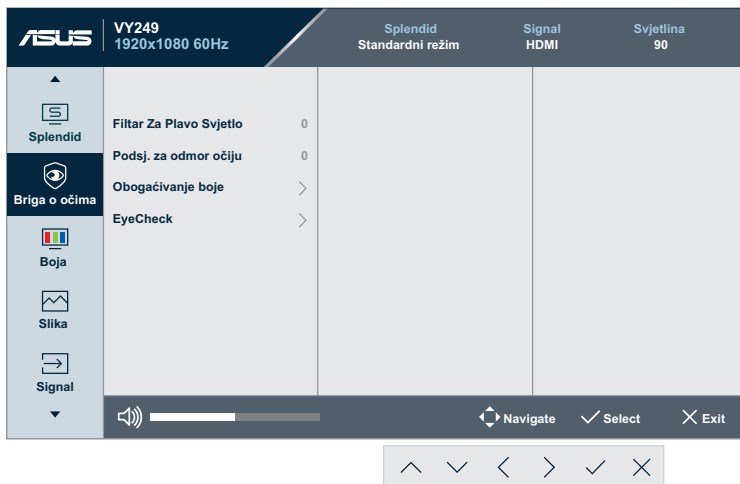 ASUS
VY249
1920x1080 60Hz
Splendid
Standardni režim
Signal
HDMI
Svjetlina
90
Splendid
Briga o očima
Boja
Slika
Signal
Filtar Za Plavo Svjetlo 0
Podsj. za odmor očiju 0
Obogaćivanje boje
EyeCheck
Navigate
Select
Exit